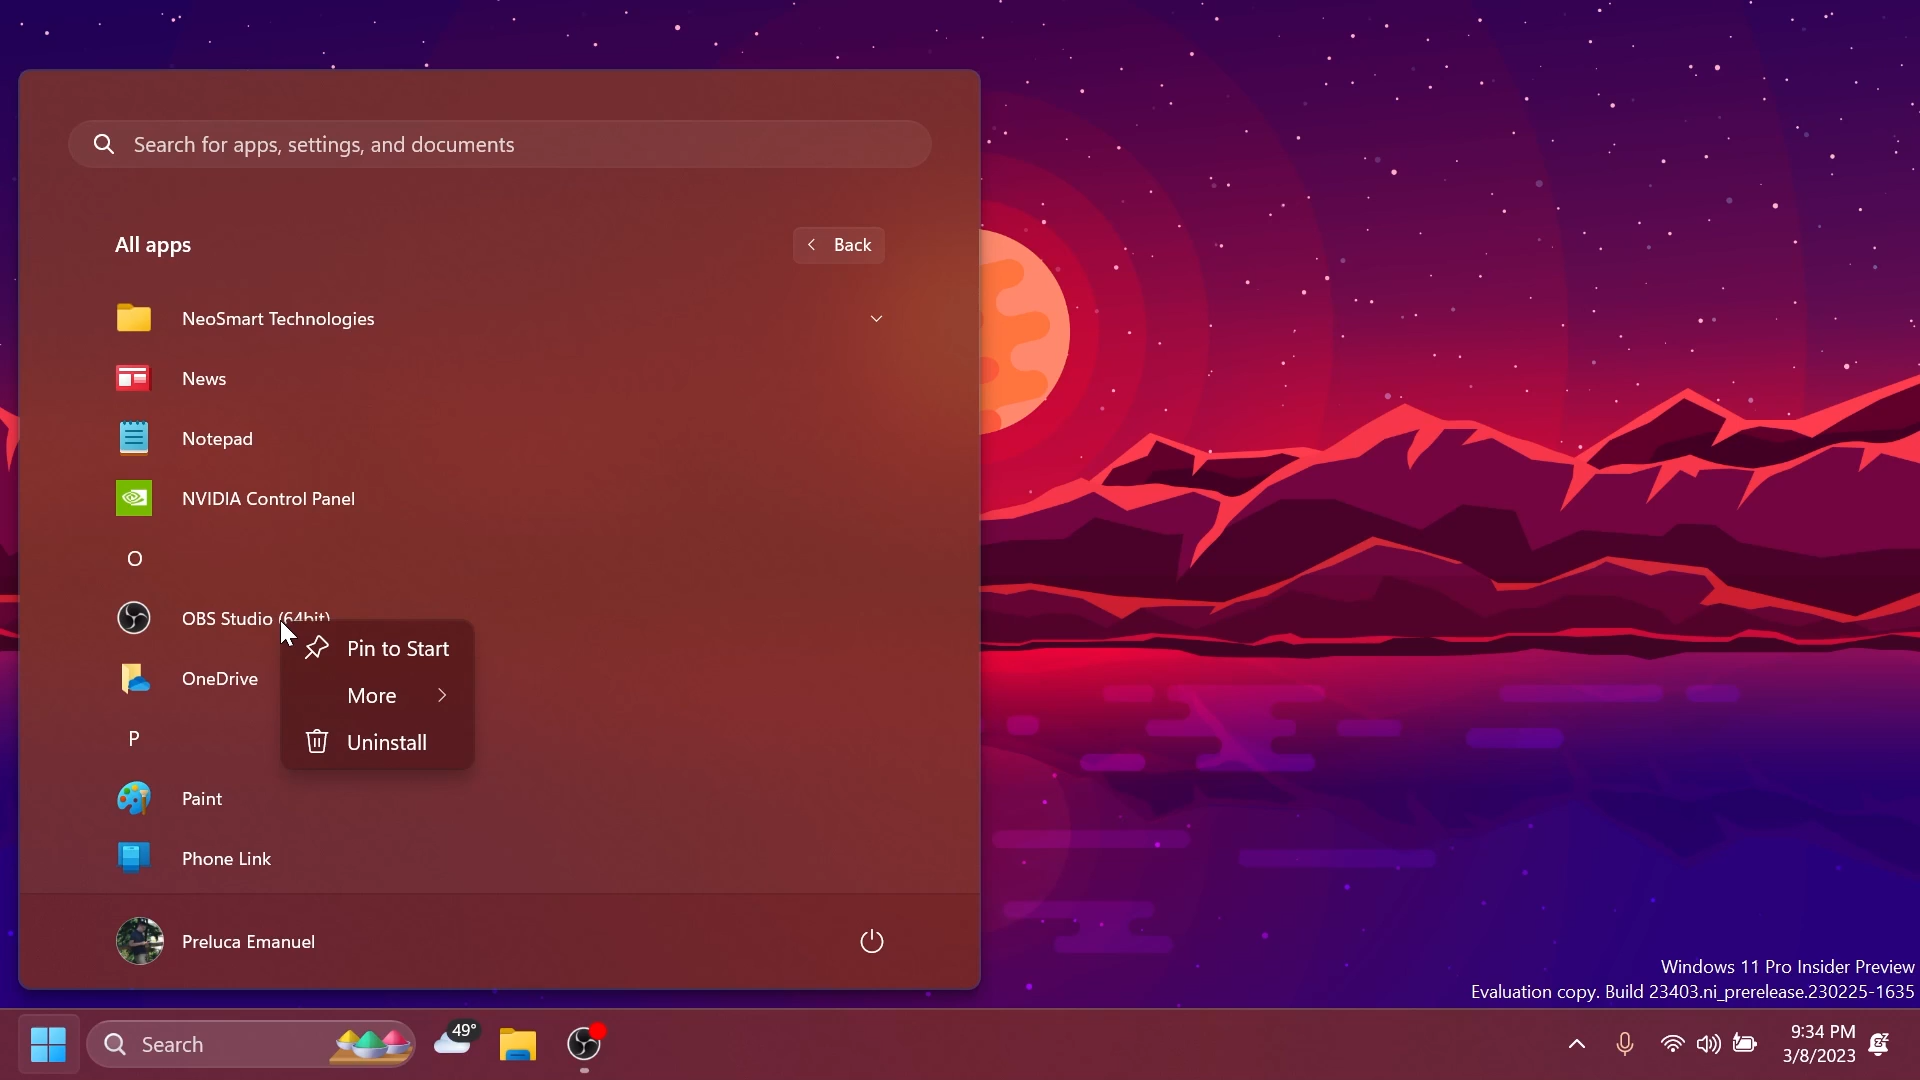 Search for apps, settings, and documents
All apps
Back
NeoSmart Technologies
News
Notepad
NVIDIA Control Panel
O
OBS Studio (64bit)
Pin to Start
OneDrive
More
P
Uninstall
Paint
Phone Link
Preluca Emanuel
Windows 11 Pro Insider Preview
Evaluation copy. Build 23403.ni_prerelease.230225-1635
Search
49°
9:34 PM
3/8/2023